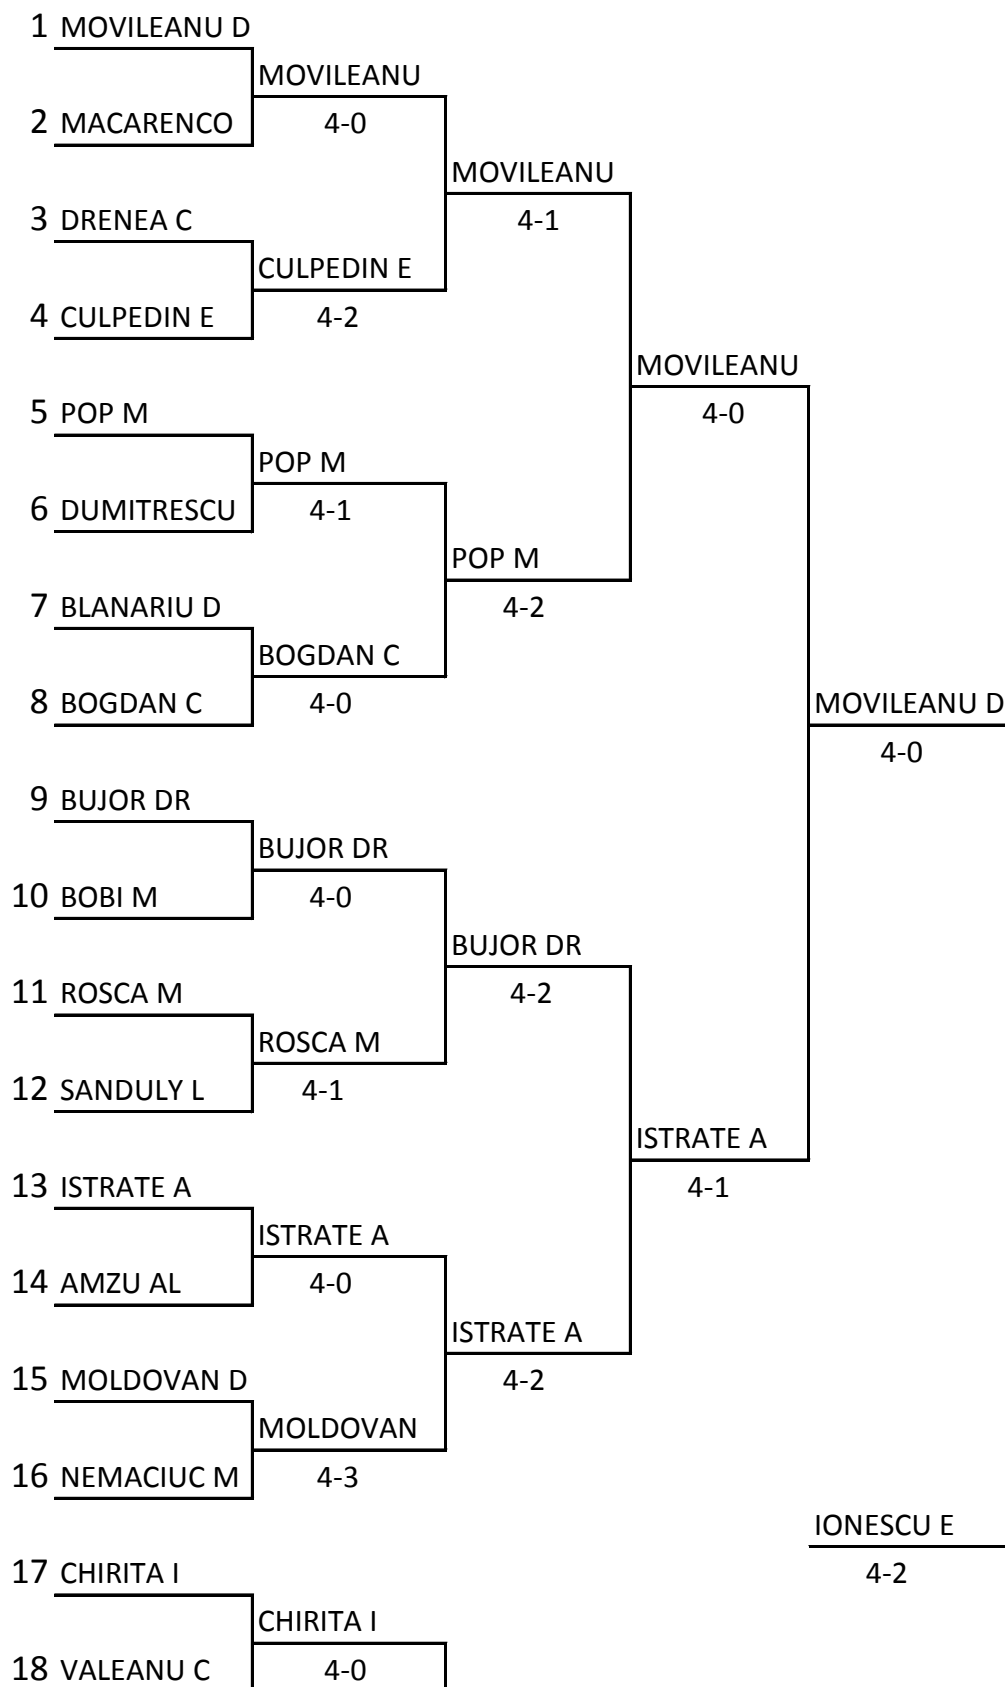 1 MOVILEANU D
MOVILEANU
2 MACARENCO 4-0
MOVILEANU
3 DRENEA C 4-1
CULPEDIN E
4 CULPEDIN E 4-2
MOVILEANU
5 POP M 4-0
POP M
6 DUMITRESCU 4-1
POP M
7 BLANARIU D 4-2
BOGDAN C
8 BOGDAN C 4-0 MOVILEANU D
4-0
9 BUJOR DR
BUJOR DR
10 BOBI M 4-0
BUJOR DR
11 ROSCA M 4-2
ROSCA M
12 SANDULY L 4-1
ISTRATE A
13 ISTRATE A 4-1
ISTRATE A
14 AMZU AL 4-0
ISTRATE A
15 MOLDOVAN D 4-2
MOLDOVAN
16 NEMACIUC M 4-3
IONESCU E
17 CHIRITA I 4-2
CHIRITA I
18 VALEANU C 4-0